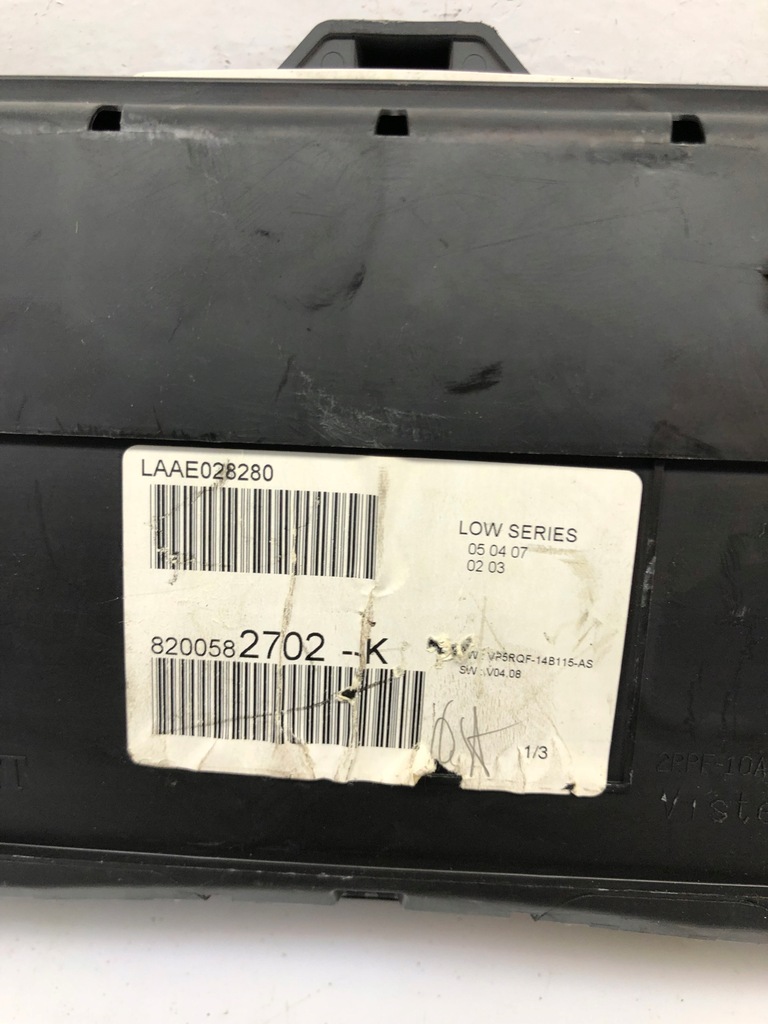 LAAE028280
LOW SERIES
05 04 07
02 03
8200582702 --K
VP5RQF-14B115-AS
SW : V04.08
1/3